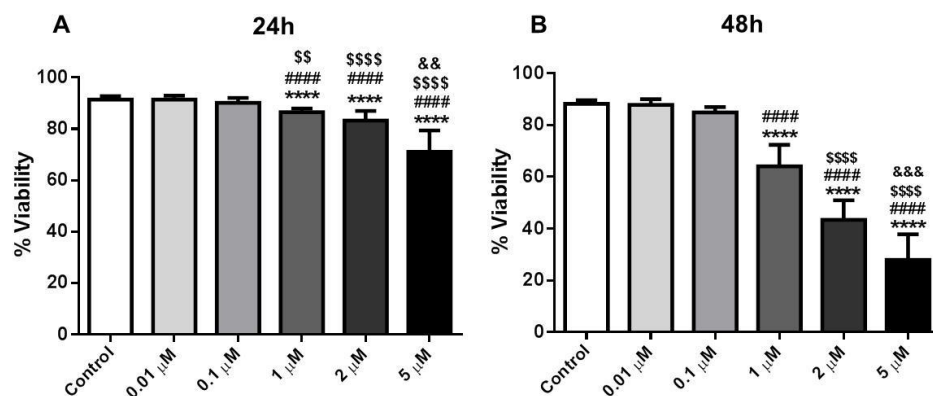 A
24h
% Viability
100
80
60
40
20
0
$$
####
****
$$$$
####
****
&&
$$$$
####
****
Control
0.01 μM
0.1 μM
1 μM
2 μM
5 μM
B
48h
% Viability
100
80
60
40
20
0
####
****
$$$$
####
****
&&&
$$$$
####
****
Control
0.01 μM
0.1 μM
1 μM
2 μM
5 μM